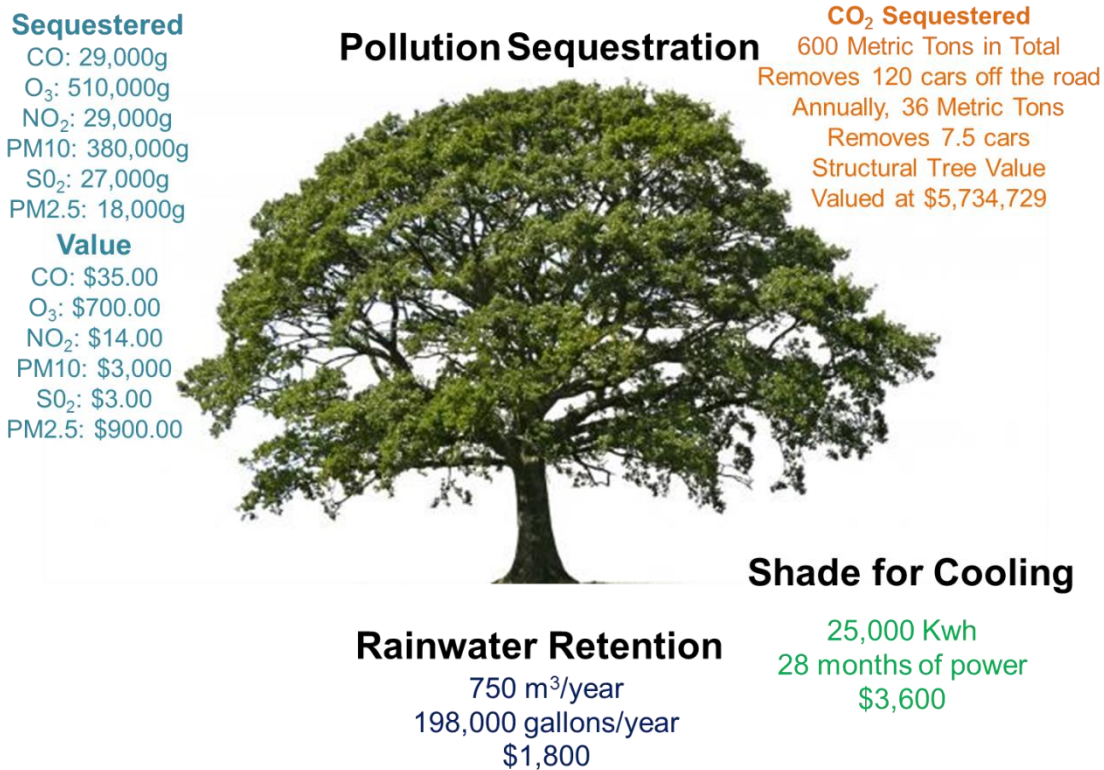 Pollution Sequestration
Sequestered
CO: 29,000g
O₃: 510,000g
NO₂: 29,000g
PM10: 380,000g
S0₂: 27,000g
PM2.5: 18,000g
Value
CO: $35.00
O₃: $700.00
NO₂: $14.00
PM10: $3,000
S0₂: $3.00
PM2.5: $900.00
CO₂ Sequestered
600 Metric Tons in Total
Removes 120 cars off the road
Annually, 36 Metric Tons
Removes 7.5 cars
Structural Tree Value
Valued at $5,734,729
Rainwater Retention
750 m³/year
198,000 gallons/year
$1,800
Shade for Cooling
25,000 Kwh
28 months of power
$3,600